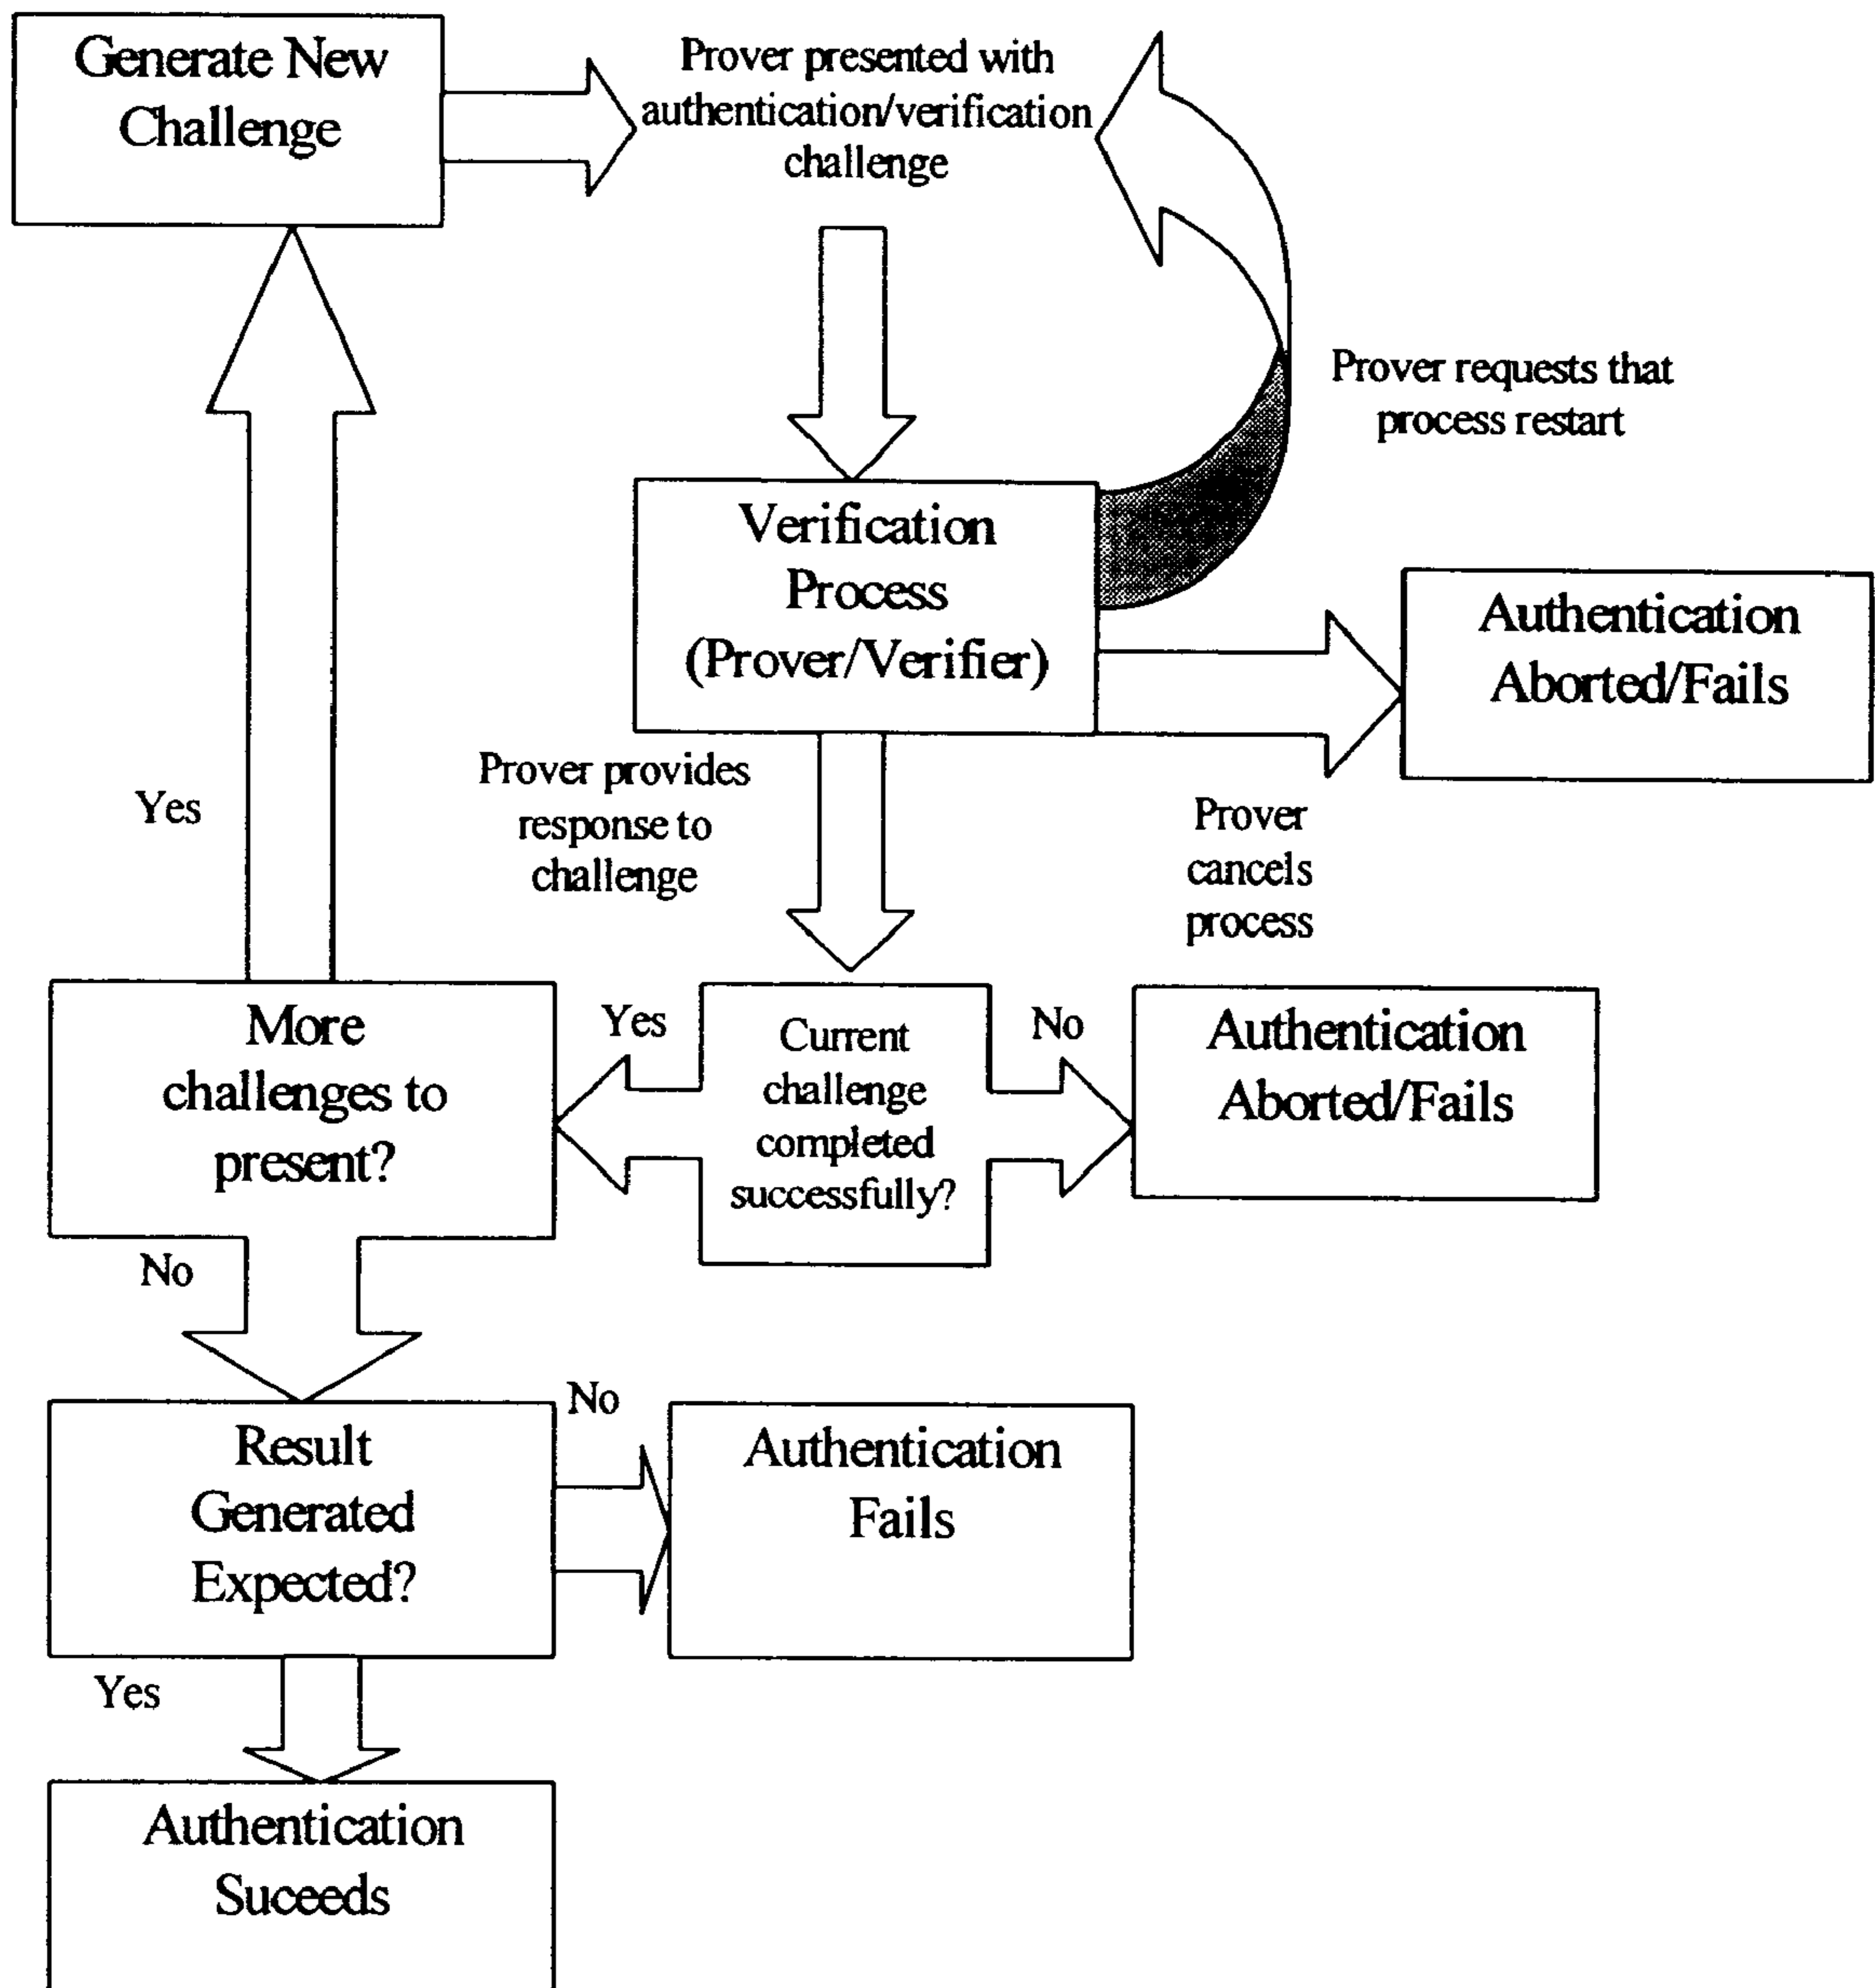 Generate New
Challenge
Prover presented with
authentication/verification
challenge
Prover requests that
process restart
Verification
Process
(Prover/Verifier)
Authentication
Aborted/Fails
Prover provides
response to
challenge
Prover
cancels
process
Yes
More
challenges to
present?
Yes
Current
challenge
completed
successfully?
No
Authentication
Aborted/Fails
No
Result
Generated
Expected?
No
Authentication
Fails
Yes
Authentication
Suceeds